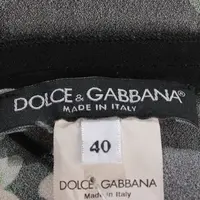 DOLCE & GABBANA®
MADE IN ITALY
40
DOLCE & GABBANA
Made in Italy